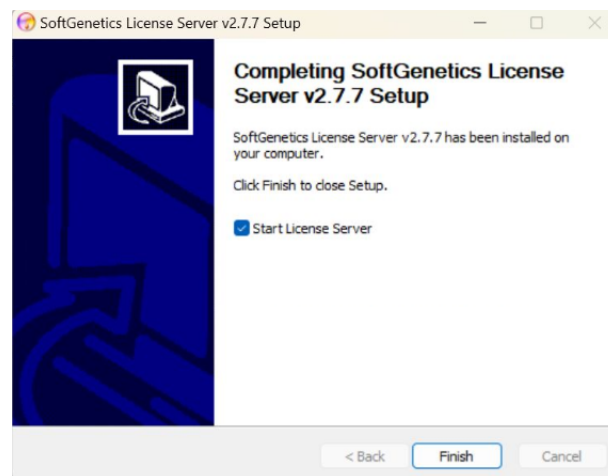 SoftGenetics License Server v2.7.7 Setup
Completing SoftGenetics License
Server v2.7.7 Setup
SoftGenetics License Server v2.7.7 has been installed on
your computer.
Click Finish to close Setup.
Start License Server
< Back
Finish
Cancel